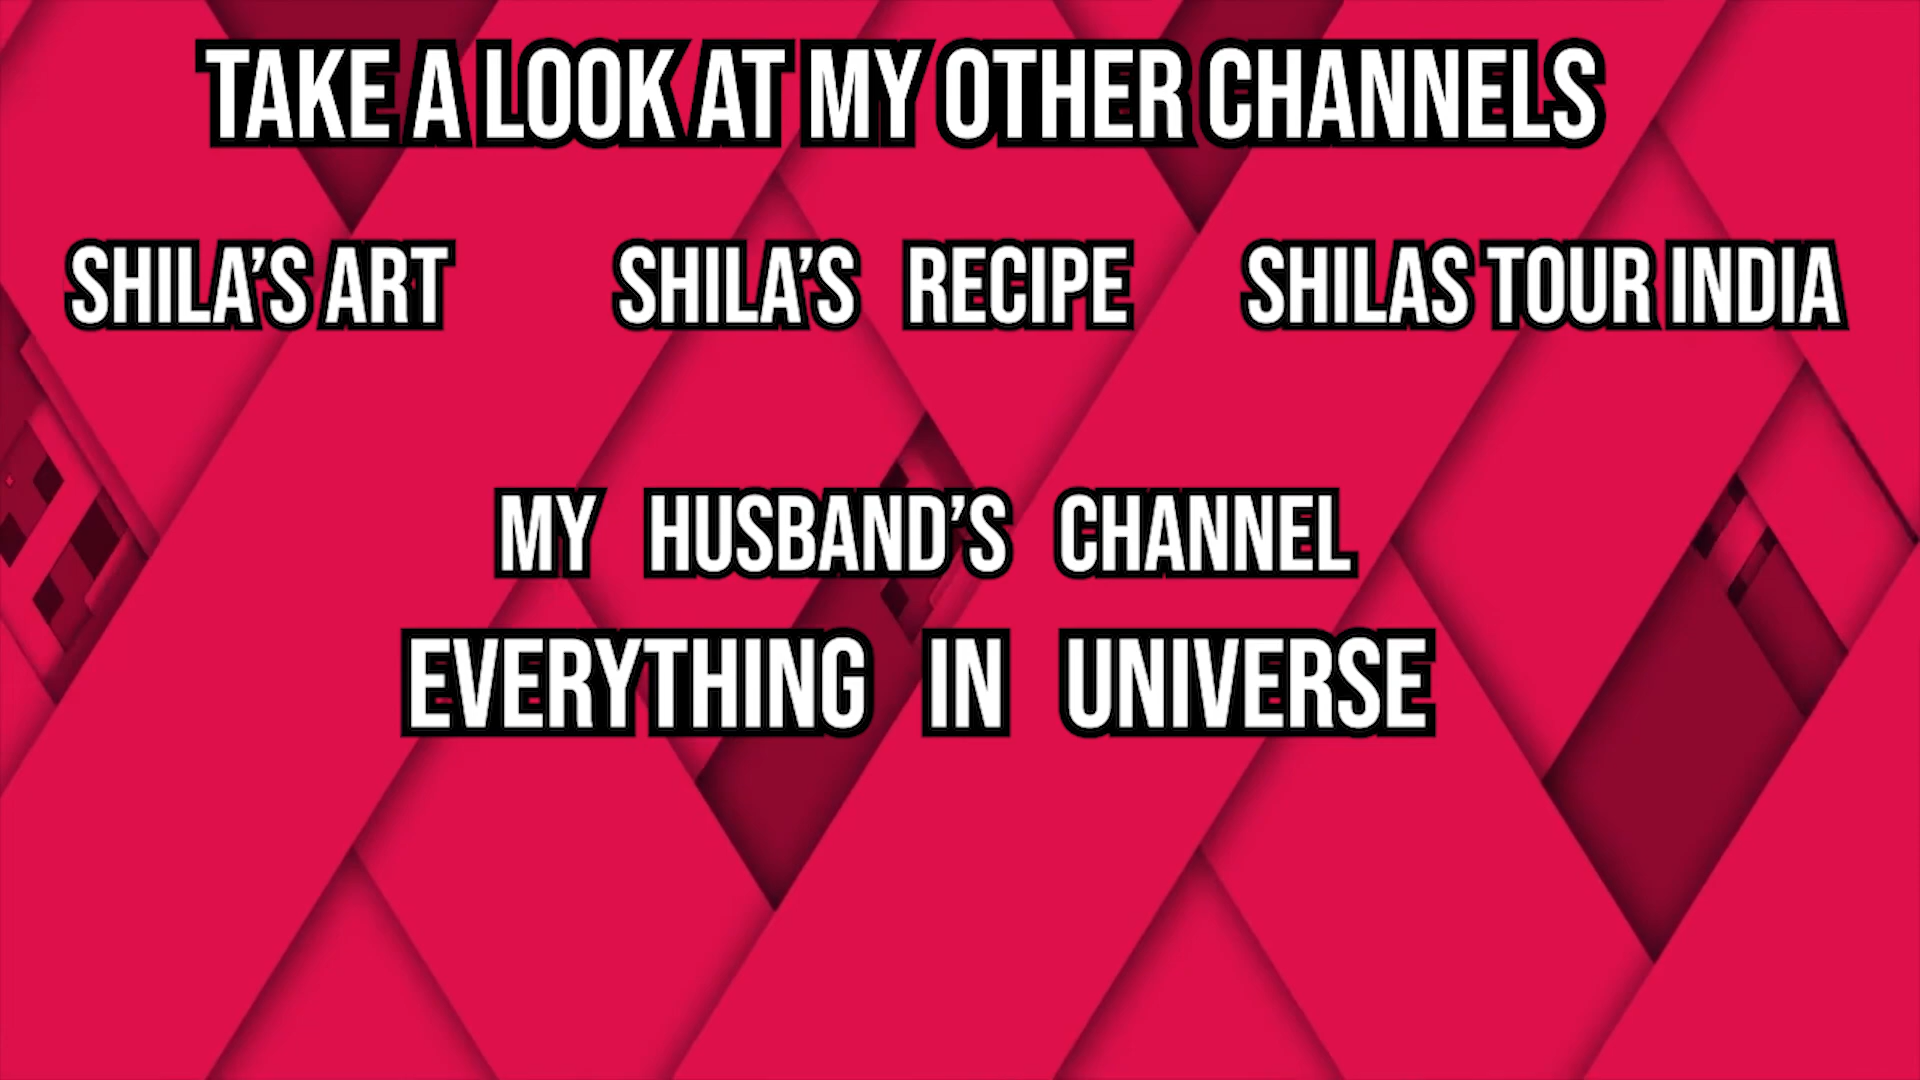 TAKE A LOOK AT MY OTHER CHANNELS
SHILA’S ART SHILA’S RECIPE SHILAS TOUR INDIA
MY HUSBAND’S CHANNEL
EVERYTHING IN UNIVERSE